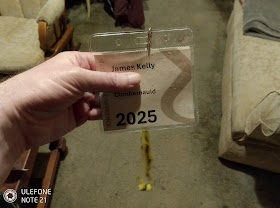 James Kelly
Cumbernauld
2025
ULEFONE
NOTE 21